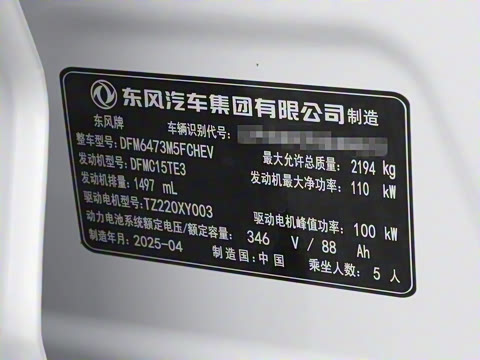 东风汽车集团有限公司 制造
东风牌 车辆识别代号:
整车型号: DFM6473M5FCHEV 最大允许总质量: 2194 kg
发动机型号: DFMC15TE3 发动机最大净功率: 110 kW
发动机排量: 1497 mL
驱动电机型号: TZ220XY003 驱动电机峰值功率: 100 kW
动力电池系统额定电压/额定容量: 346 V / 88 Ah
制造年月: 2025-04 制造国: 中国 乘坐人数: 5 人